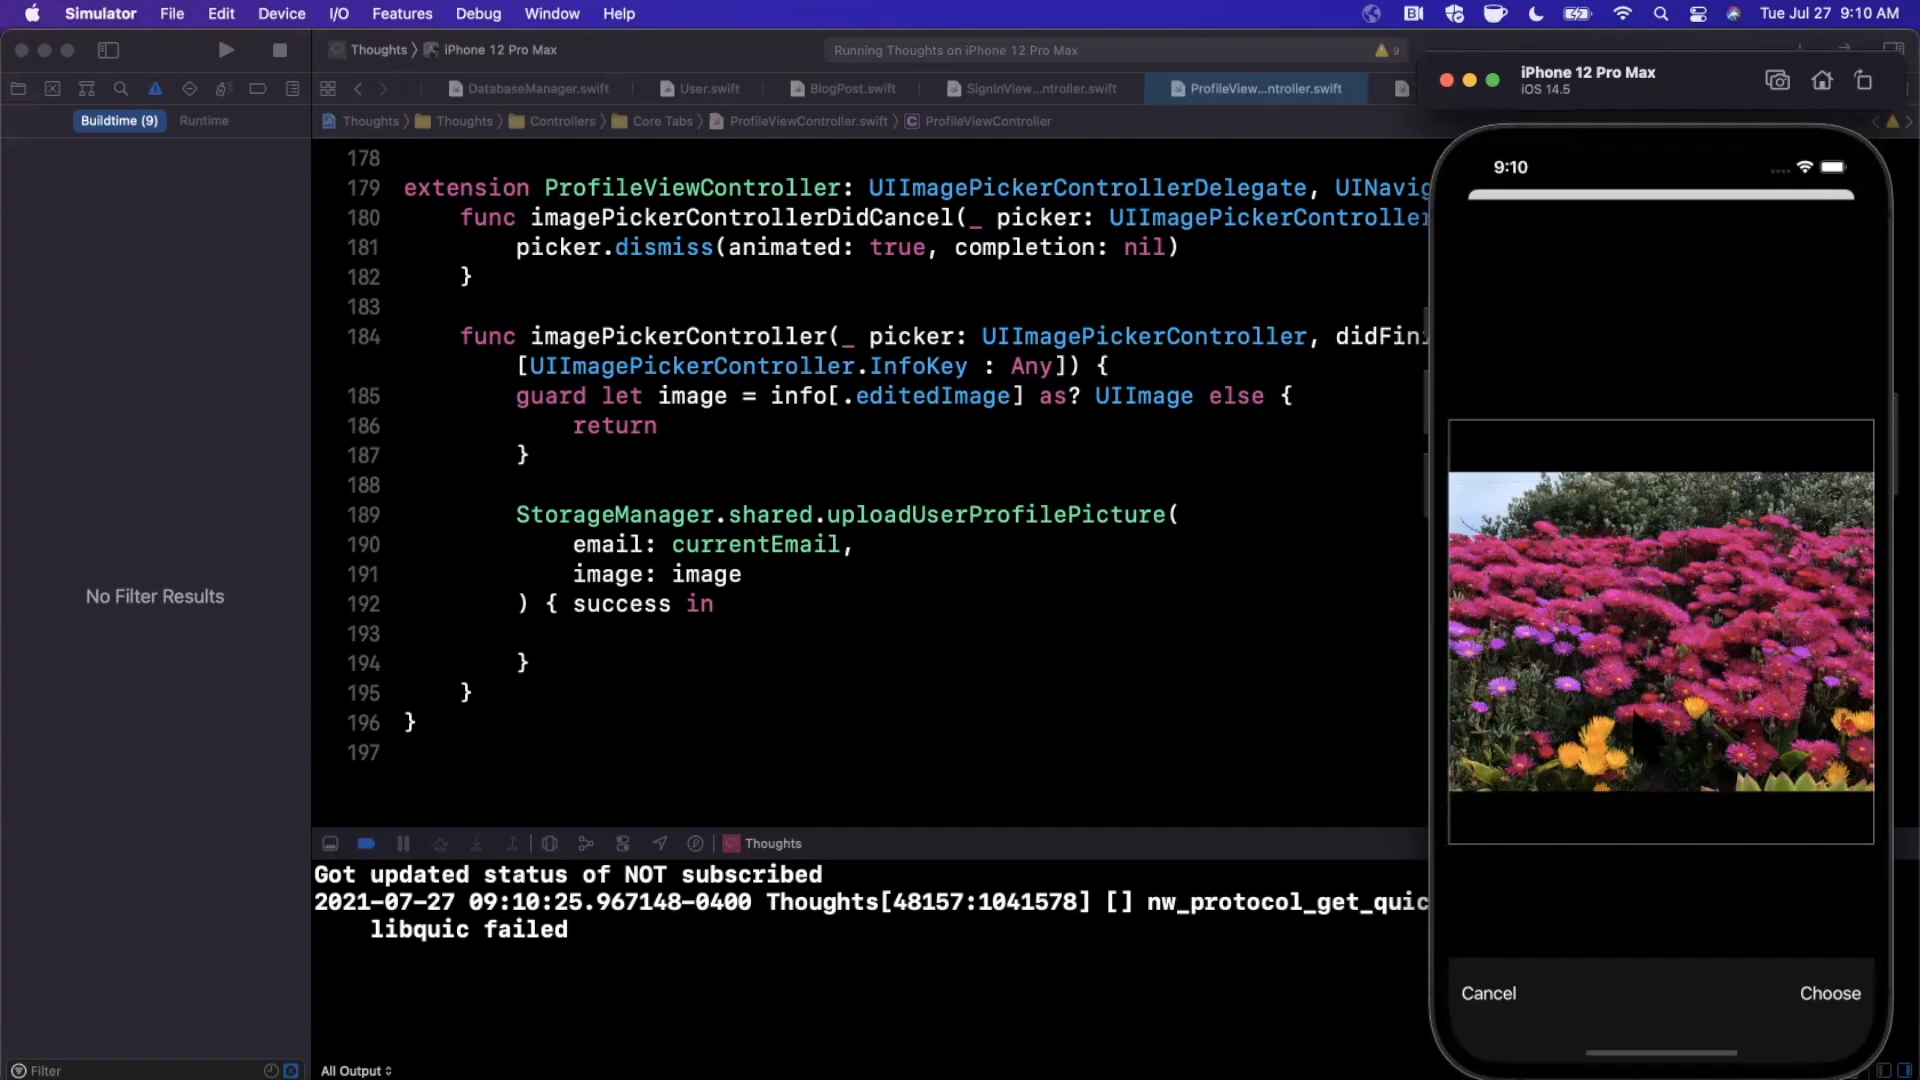 Simulator File Edit Device I/O Features Debug Window Help
Tue Jul 27 9:10 AM
Thoughts 〉 iPhone 12 Pro Max
Running Thoughts on iPhone 12 Pro Max
9
iPhone 12 Pro Max
iOS 14.5
DatabaseManager.swift
User.swift
BlogPost.swift
SignInView...ntroller.swift
ProfileView...ntroller.swift
Buildtime (9) Runtime
Thoughts 〉 Thoughts 〉 Controllers 〉 Core Tabs 〉 ProfileViewController.swift 〉 C ProfileViewController
No Filter Results
178
179 extension ProfileViewController: UIImagePickerControllerDelegate, UINavig
180 func imagePickerControllerDidCancel(_ picker: UIImagePickerController
181 picker.dismiss(animated: true, completion: nil)
182 }
183
184 func imagePickerController(_ picker: UIImagePickerController, didFini
[UIImagePickerController.InfoKey : Any]) {
185 guard let image = info[.editedImage] as? UIImage else {
186 return
187 }
188
189 StorageManager.shared.uploadUserProfilePicture(
190 email: currentEmail,
191 image: image
192 ) { success in
193
194 }
195 }
196 }
197
Thoughts
Got updated status of NOT subscribed
2021-07-27 09:10:25.967148-0400 Thoughts[48157:1041578] [] nw_protocol_get_quic
libquic failed
Filter
All Output
9:10
Cancel Choose